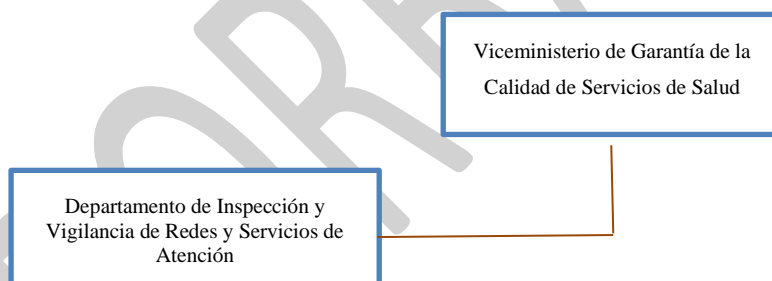 Viceministerio de Garantía de la
Calidad de Servicios de Salud
Departamento de Inspección y
Vigilancia de Redes y Servicios de
Atención